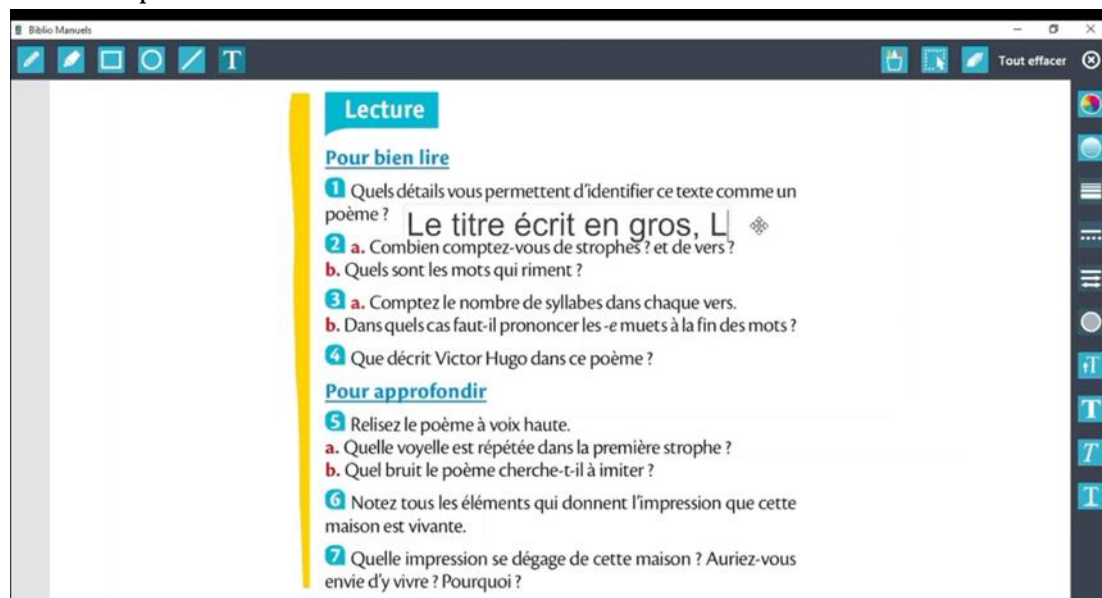 Biblio Manuels
T
Tout effacer
Lecture
Pour bien lire
1 Quels détails vous permettent d'identifier ce texte comme un
poème ?
Le titre écrit en gros, L
2 a. Combien comptez-vous de strophes ? et de vers ?
b. Quels sont les mots qui riment ?
3 a. Comptez le nombre de syllabes dans chaque vers.
b. Dans quels cas faut-il prononcer les -e muets à la fin des mots ?
4 Que décrit Victor Hugo dans ce poème ?
Pour approfondir
5 Relisez le poème à voix haute.
a. Quelle voyelle est répétée dans la première strophe ?
b. Quel bruit le poème cherche-t-il à imiter ?
6 Notez tous les éléments qui donnent l'impression que cette
maison est vivante.
7 Quelle impression se dégage de cette maison ? Auriez-vous
envie d'y vivre ? Pourquoi ?
T
T
T
T